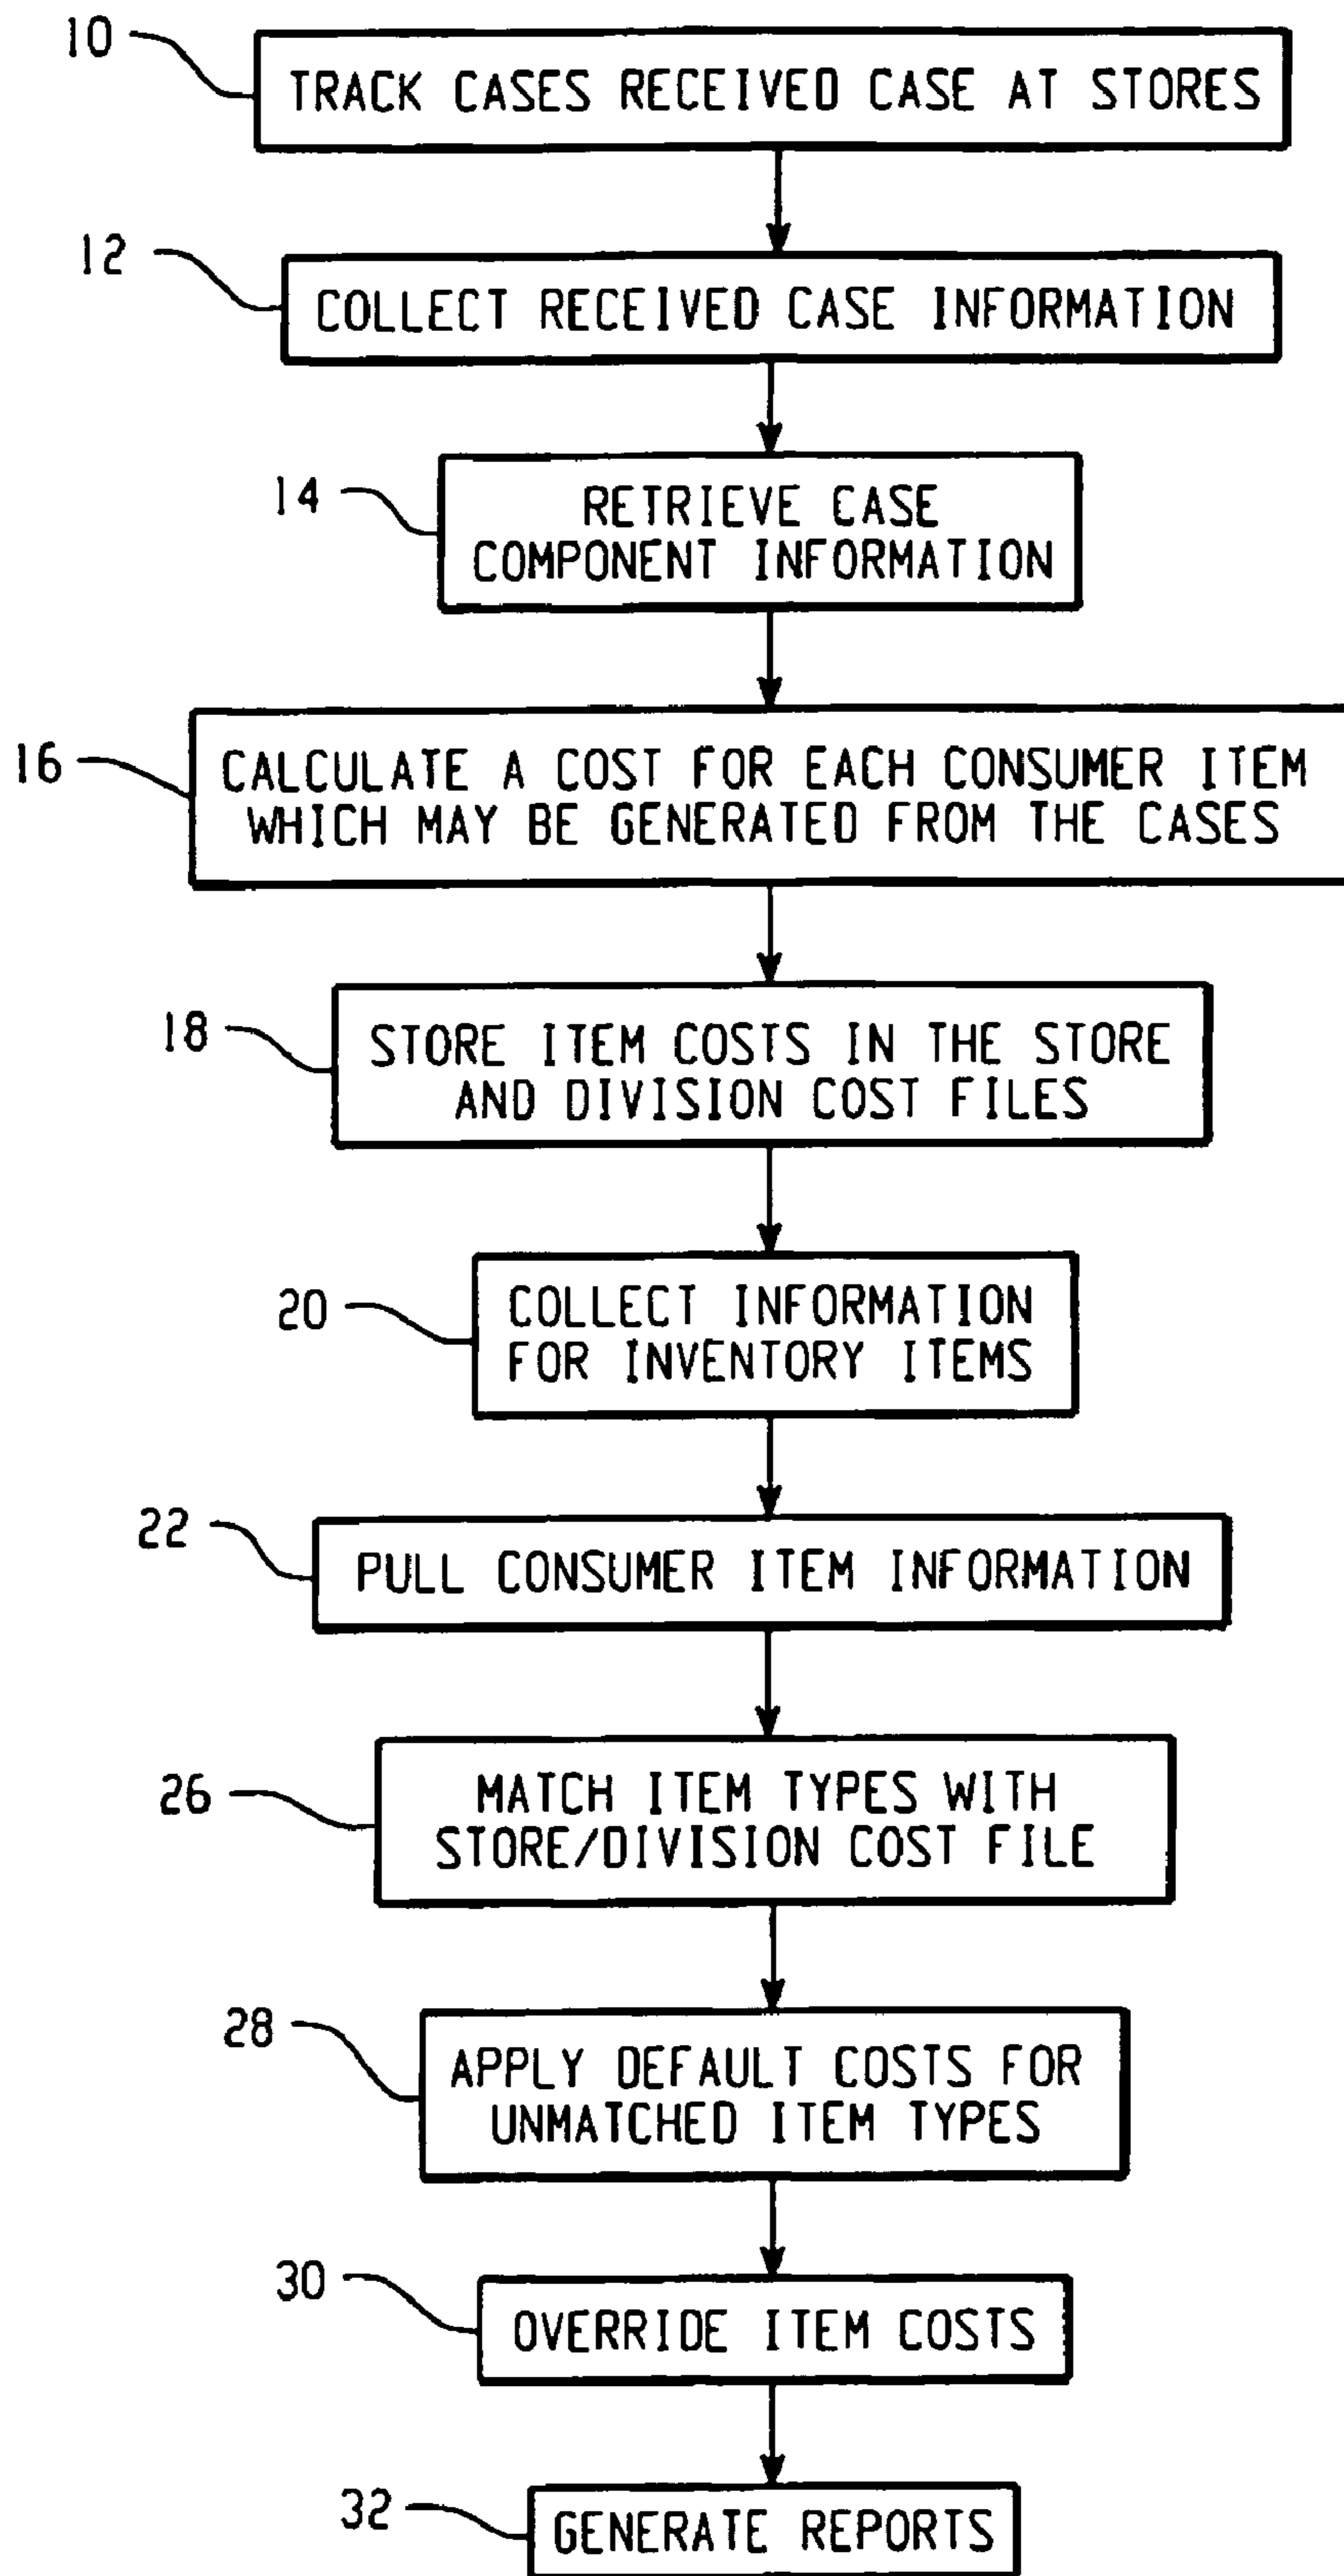 10
TRACK CASES RECEIVED CASE AT STORES
12
COLLECT RECEIVED CASE INFORMATION
14
RETRIEVE CASE
COMPONENT INFORMATION
16
CALCULATE A COST FOR EACH CONSUMER ITEM
WHICH MAY BE GENERATED FROM THE CASES
18
STORE ITEM COSTS IN THE STORE
AND DIVISION COST FILES
20
COLLECT INFORMATION
FOR INVENTORY ITEMS
22
PULL CONSUMER ITEM INFORMATION
26
MATCH ITEM TYPES WITH
STORE/DIVISION COST FILE
28
APPLY DEFAULT COSTS FOR
UNMATCHED ITEM TYPES
30
OVERRIDE ITEM COSTS
32
GENERATE REPORTS